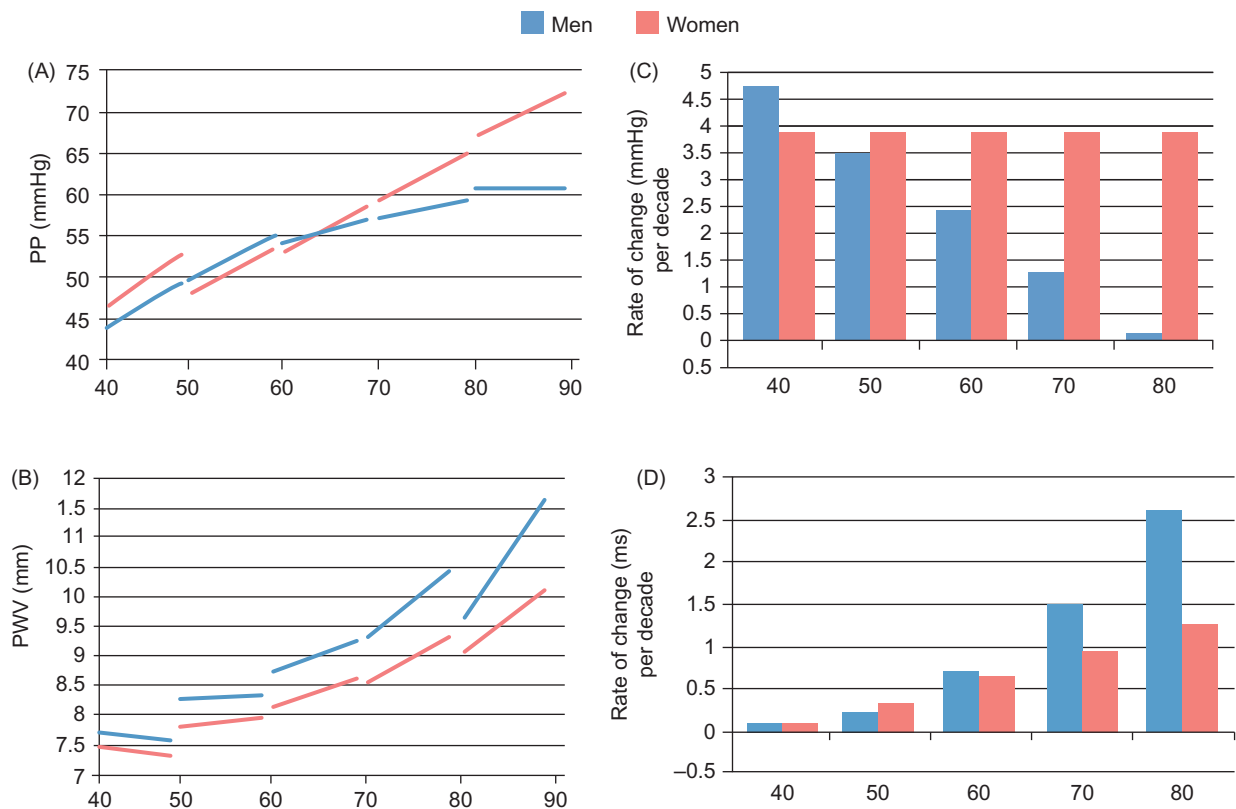 Men Women
(A)
75
70
65
60
55
50
45
40
PP (mmHg)
40 50 60 70 80 90
(C)
5
4.5
4
3.5
3
2.5
2
1.5
1
0.5
0
0.5
Rate of change (mmHg)
per decade
40 50 60 70 80
(B)
12
1.5
11
10.5
10
9.5
9
8.5
8
7.5
7
PWV (mm)
40 50 60 70 80 90
(D)
3
2.5
2
1.5
1
0.5
0
–0.5
Rate of change (ms)
per decade
40 50 60 70 80